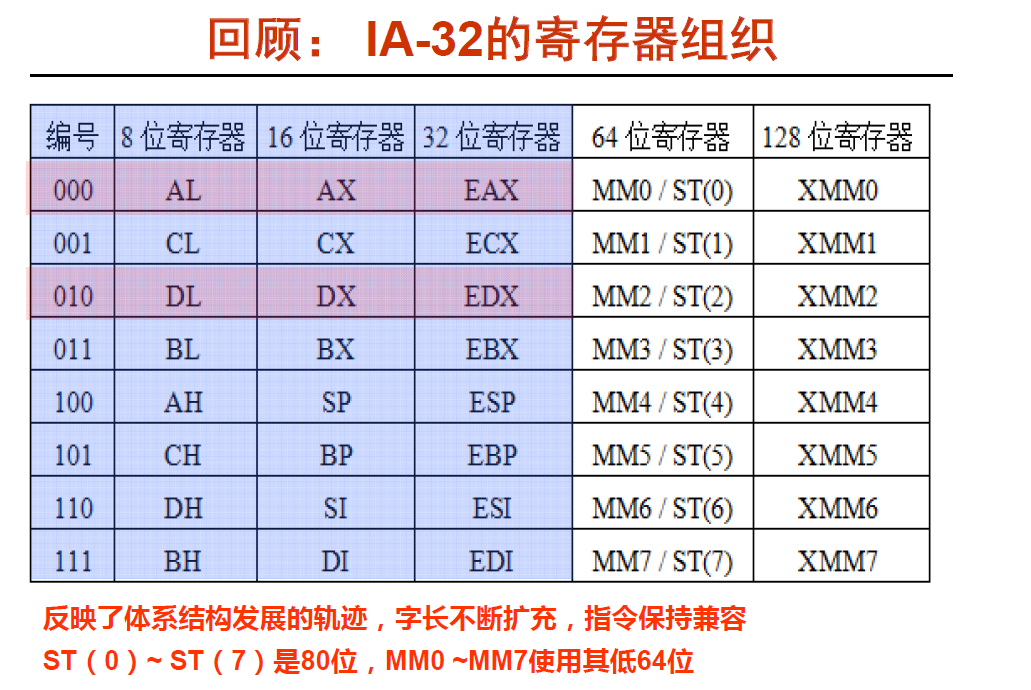 回顾： IA-32的寄存器组织
编号 8 位寄存器 16 位寄存器 32 位寄存器 64 位寄存器 128 位寄存器
000 AL AX EAX MM0 / ST(0) XMM0
001 CL CX ECX MM1 / ST(1) XMM1
010 DL DX EDX MM2 / ST(2) XMM2
011 BL BX EBX MM3 / ST(3) XMM3
100 AH SP ESP MM4 / ST(4) XMM4
101 CH BP EBP MM5 / ST(5) XMM5
110 DH SI ESI MM6 / ST(6) XMM6
111 BH DI EDI MM7 / ST(7) XMM7
反映了体系结构发展的轨迹，字长不断扩充，指令保持兼容
ST（0）~ ST（7）是80位，MM0 ~MM7使用其低64位